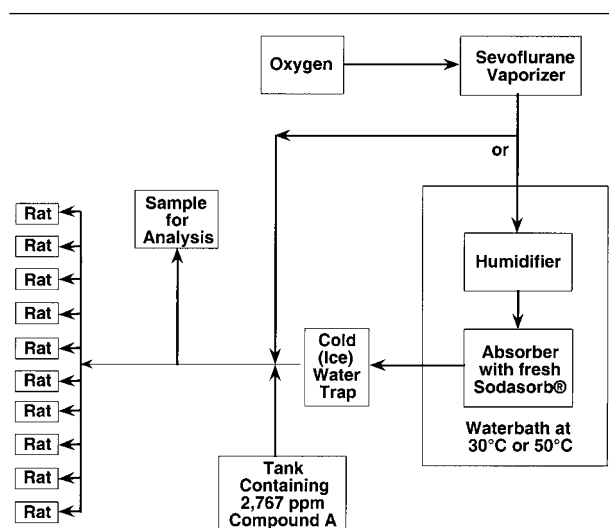 Oxygen
Sevoflurane
Vaporizer
or
Humidifier
Absorber
with fresh
Sodasorb®
Waterbath at
30°C or 50°C
Cold
(Ice)
Water
Trap
Tank
Containing
2,767 ppm
Compound A
Sample
for
Analysis
Rat
Rat
Rat
Rat
Rat
Rat
Rat
Rat
Rat
Rat